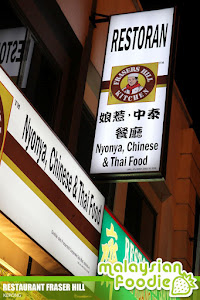 RESTORAN
FRASERS HILL
KITCHEN
娘惹·中泰
餐廳
Nyonya, Chinese
& Thai Food
Nyonya, Chinese & Thai Food
RESTAURANT FRASER HILL
malaysian
foodie